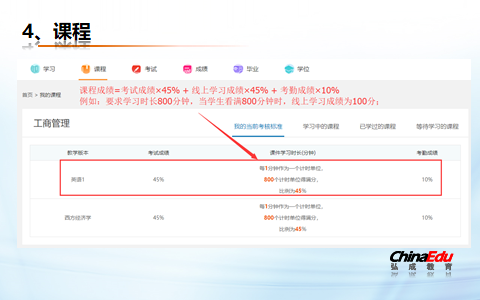 4、课程
学习 课程 考试 成绩 毕业 学位
课程成绩=考试成绩×45% + 线上学习成绩×45% + 考勤成绩×10%
首页 > 我的课程
例如：要求学习时长800分钟，当学生看满800分钟时，线上学习成绩为100分；
工商管理
我的当前考核标准 学习中的课程 已学过的课程 等待学习的课程
教学版本 考试成绩 课件学习时长(分钟) 考勤成绩
每1分钟作为一个计时单位，
英语1 45% 800个计时单位得满分， 10%
比例为45%
每1分钟作为一个计时单位，
西方经济学 45% 800个计时单位得满分， 10%
比例为45%
ChinaEdu
弘成教育